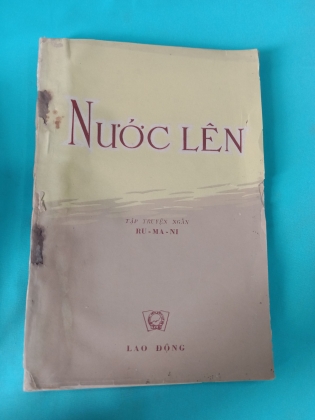 NƯỚC LÊN
TẬP TRUYỆN NGẮN
RU-MA-NI
LAO ĐỘNG